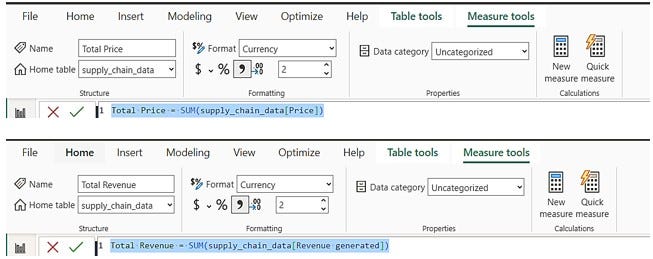 File Home Insert Modeling View Optimize Help Table tools Measure tools
Name Total Price $% Format Currency Data category Uncategorized New measure Quick measure
Home table supply_chain_data $ % , .00 →0 2
Structure Formatting Properties Calculations
1 Total Price = SUM(supply_chain_data[Price])
File Home Insert Modeling View Optimize Help Table tools Measure tools
Name Total Revenue $% Format Currency Data category Uncategorized New measure Quick measure
Home table supply_chain_data $ % , .00 →0 2
Structure Formatting Properties Calculations
1 Total Revenue = SUM(supply_chain_data[Revenue generated])